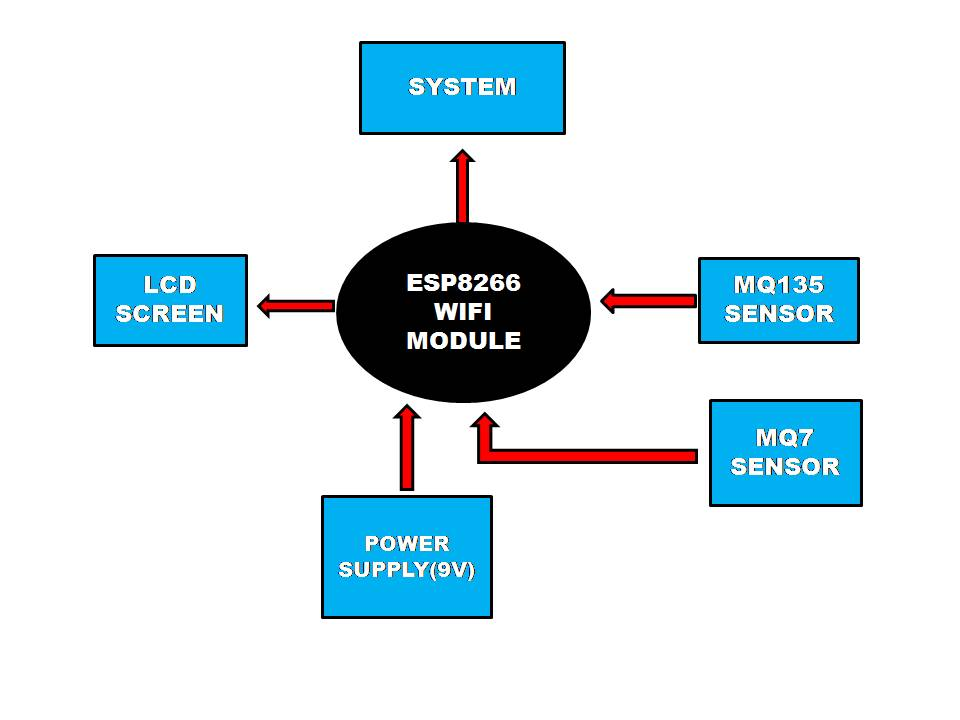 SYSTEM
LCD
SCREEN
ESP8266
WIFI
MODULE
MQ135
SENSOR
MQ7
SENSOR
POWER
SUPPLY(9V)